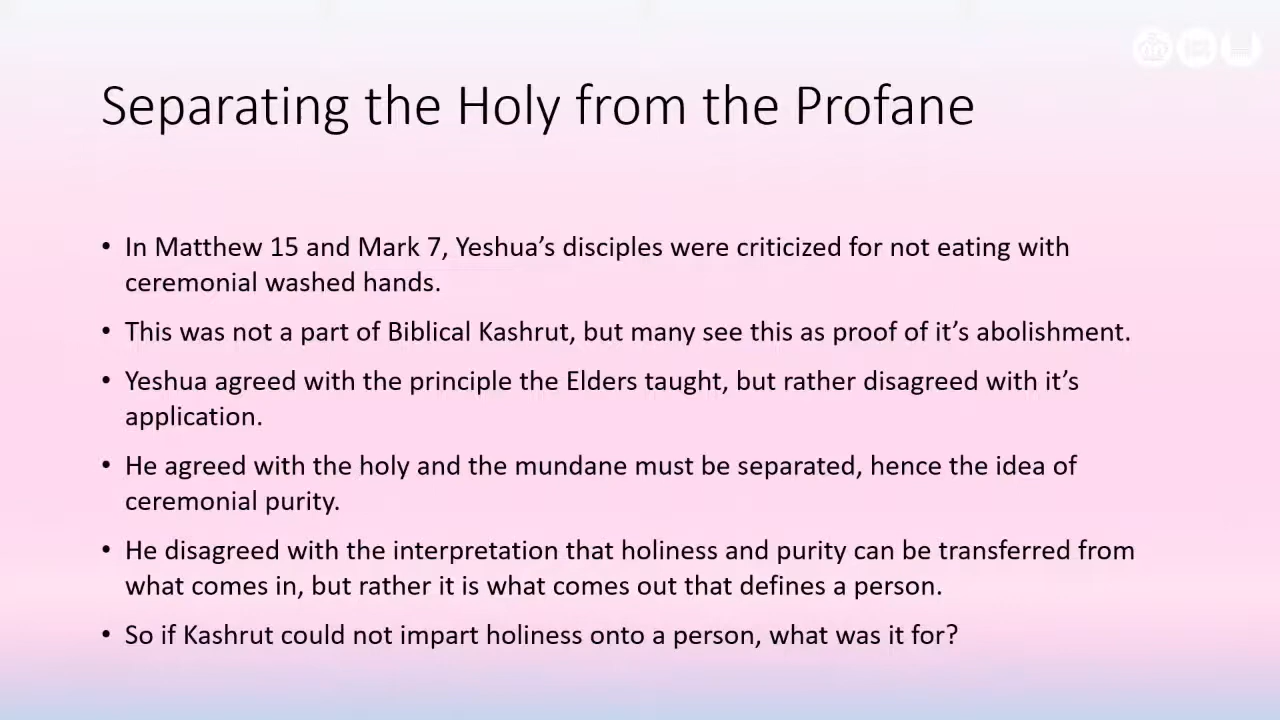 Separating the Holy from the Profane
• In Matthew 15 and Mark 7, Yeshua’s disciples were criticized for not eating with
ceremonial washed hands.
• This was not a part of Biblical Kashrut, but many see this as proof of it’s abolishment.
• Yeshua agreed with the principle the Elders taught, but rather disagreed with it’s
application.
• He agreed with the holy and the mundane must be separated, hence the idea of
ceremonial purity.
• He disagreed with the interpretation that holiness and purity can be transferred from
what comes in, but rather it is what comes out that defines a person.
• So if Kashrut could not impart holiness onto a person, what was it for?